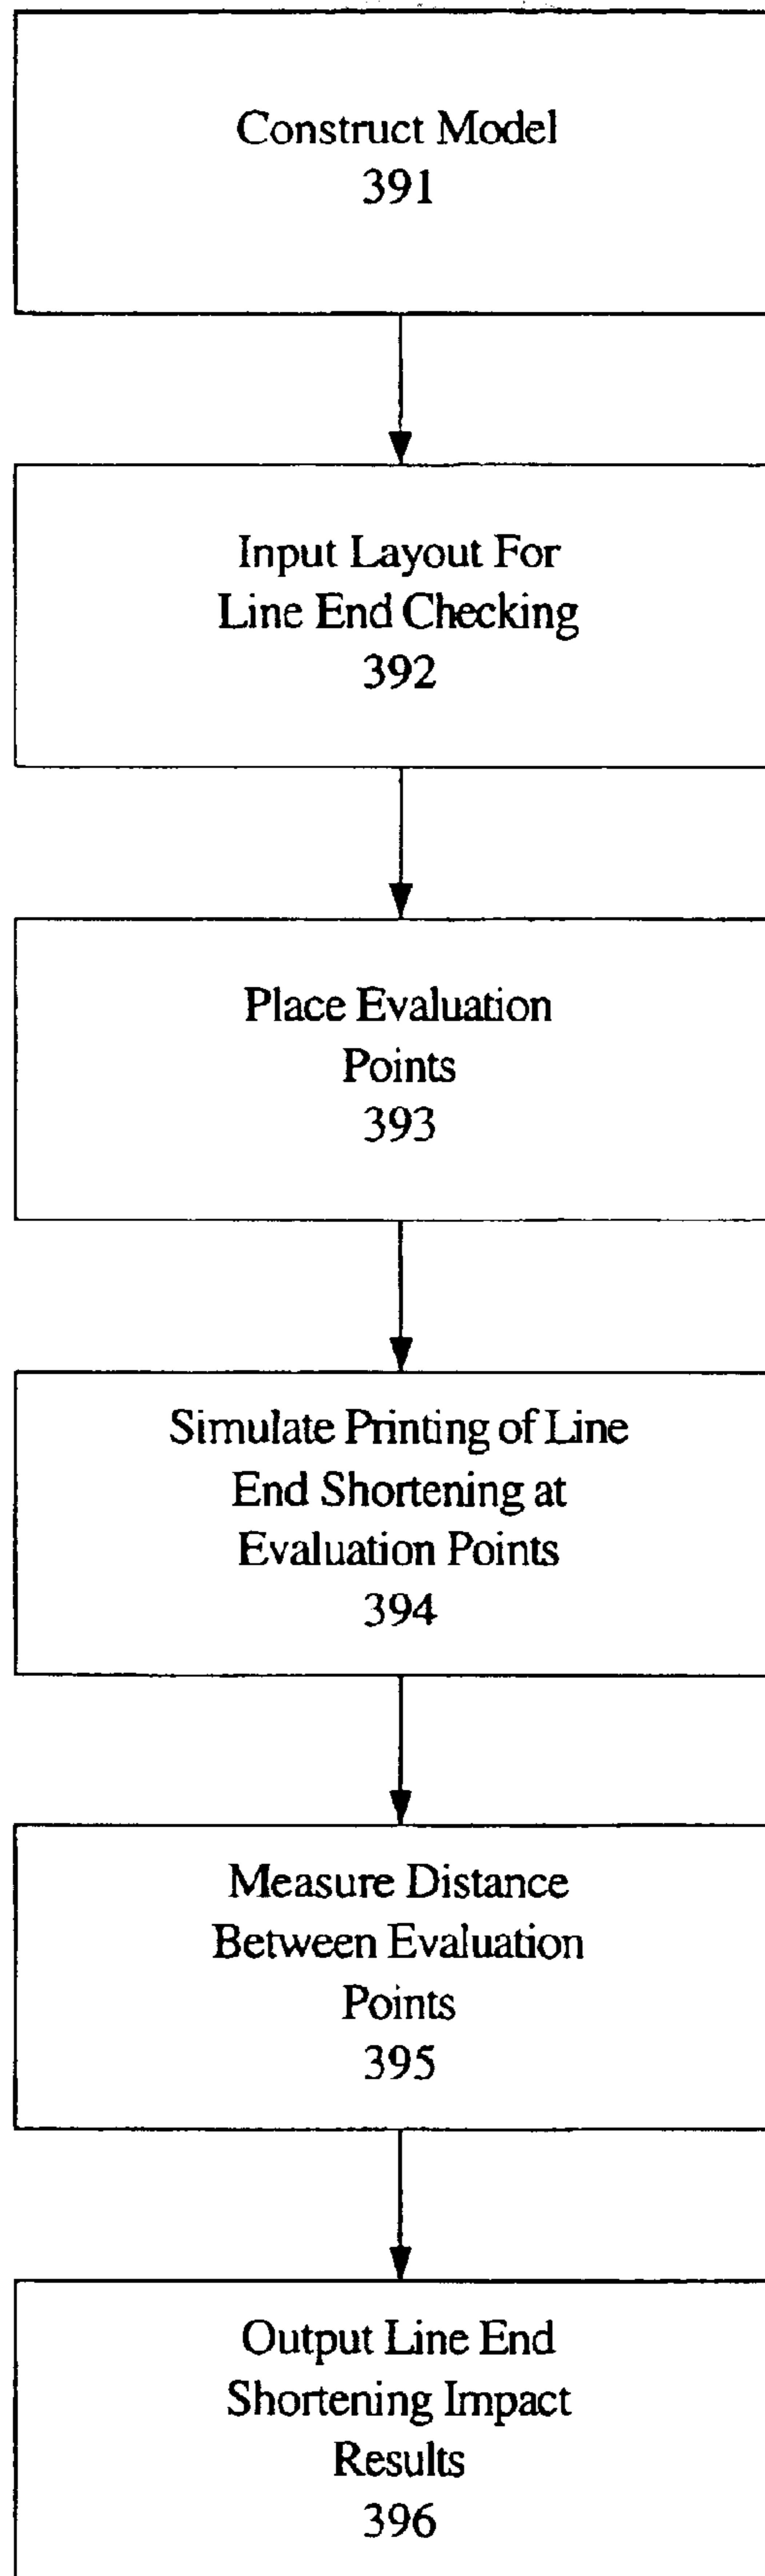 Construct Model
391
Input Layout For
Line End Checking
392
Place Evaluation
Points
393
Simulate Printing of Line
End Shortening at
Evaluation Points
394
Measure Distance
Between Evaluation
Points
395
Output Line End
Shortening Impact
Results
396